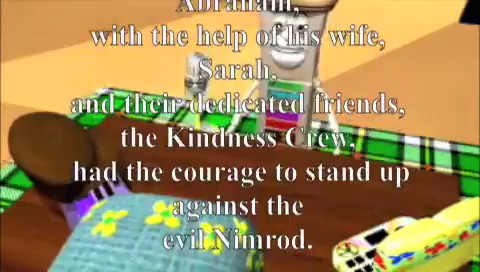 Abraham,
with the help of his wife,
Sarah,
and their dedicated friends,
the Kindness Crew,
had the courage to stand up
against the
evil Nimrod.